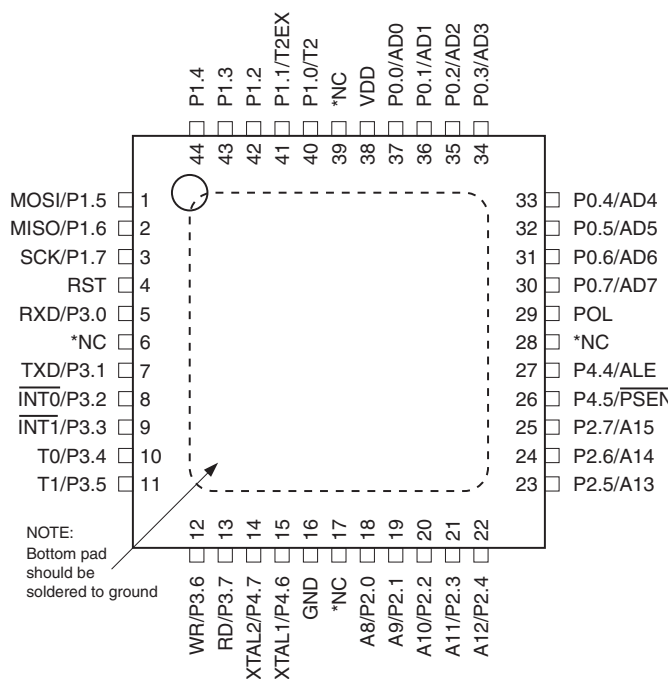 P1.4
P1.3
P1.2
P1.1/T2EX
P1.0/T2
*NC
VDD
P0.0/AD0
P0.1/AD1
P0.2/AD2
P0.3/AD3
44
43
42
41
40
39
38
37
36
35
34
MOSI/P1.5 1
MISO/P1.6 2
SCK/P1.7 3
RST 4
RXD/P3.0 5
*NC 6
TXD/P3.1 7
INT0/P3.2 8
INT1/P3.3 9
T0/P3.4 10
T1/P3.5 11
33 P0.4/AD4
32 P0.5/AD5
31 P0.6/AD6
30 P0.7/AD7
29 POL
28 *NC
27 P4.4/ALE
26 P4.5/PSEN
25 P2.7/A15
24 P2.6/A14
23 P2.5/A13
NOTE:
Bottom pad
should be
soldered to ground
12
13
14
15
16
17
18
19
20
21
22
WR/P3.6
RD/P3.7
XTAL2/P4.7
XTAL1/P4.6
GND
*NC
A8/P2.0
A9/P2.1
A10/P2.2
A11/P2.3
A12/P2.4